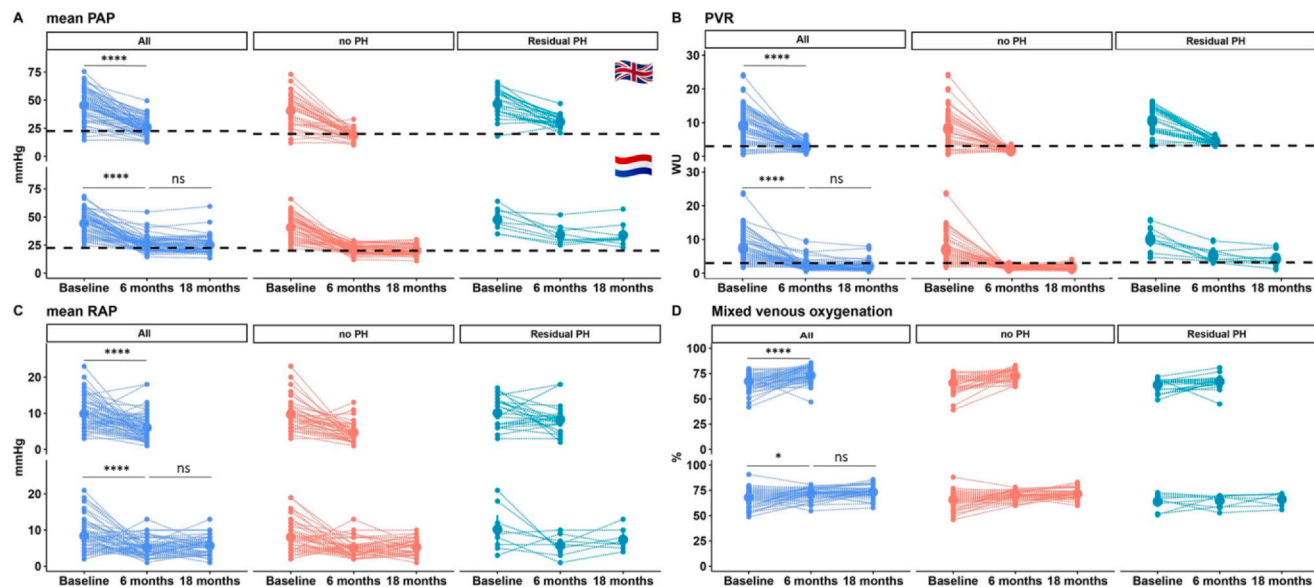 A mean PAP
All no PH Residual PH
****
75
50
25
0
mmHg
**** ns
75
50
25
0
Baseline 6 months 18 months Baseline 6 months 18 months Baseline 6 months 18 months
B PVR
All no PH Residual PH
****
30
20
10
0
WU
**** ns
30
20
10
0
Baseline 6 months 18 months Baseline 6 months 18 months Baseline 6 months 18 months
C mean RAP
All no PH Residual PH
****
20
10
0
mmHg
mmHg
**** ns
20
10
0
Baseline 6 months 18 months Baseline 6 months 18 months Baseline 6 months 18 months
D Mixed venous oxygenation
All no PH Residual PH
****
100
75
50
25
0
%
* ns
100
75
50
25
0
Baseline 6 months 18 months Baseline 6 months 18 months Baseline 6 months 18 months